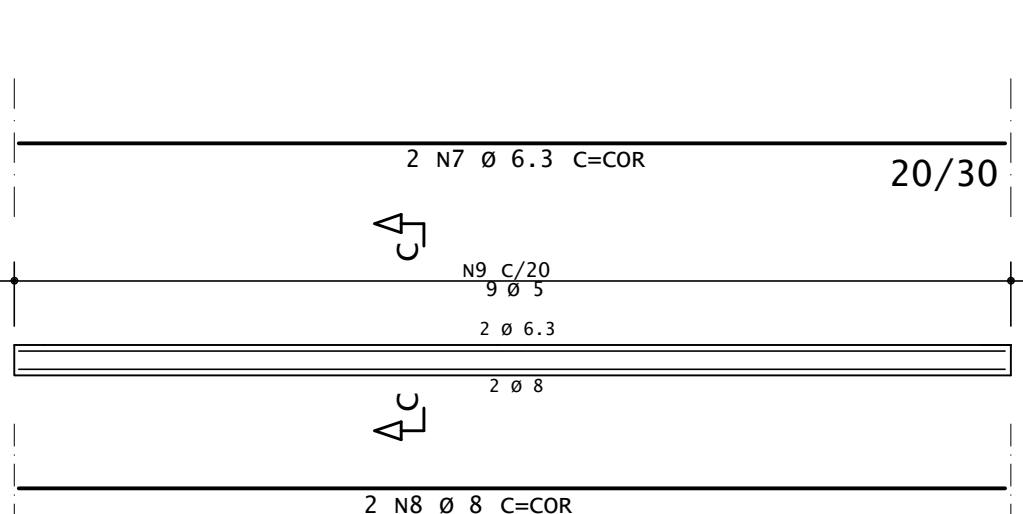 2 N7 Ø 6.3 C=COR
20/30
C
N9 C/20
9 Ø 5
2 Ø 6.3
2 Ø 8
C
2 N8 Ø 8 C=COR